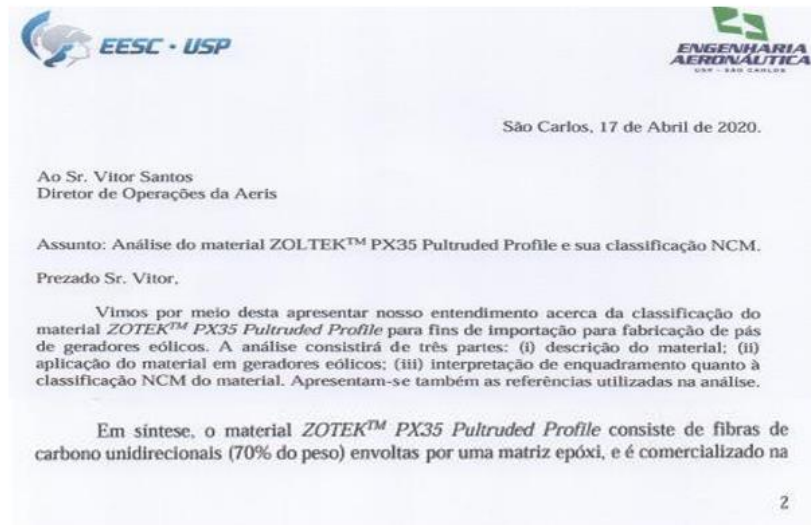 EESC · USP
ENGENHARIA
AERONÁUTICA
USP - SÃO CARLOS
São Carlos, 17 de Abril de 2020.
Ao Sr. Vitor Santos
Diretor de Operações da Aeris
Assunto: Análise do material ZOLTEK™ PX35 Pultruded Profile e sua classificação NCM.
Prezado Sr. Vitor,
Vimos por meio desta apresentar nosso entendimento acerca da classificação do
material ZOTEK™ PX35 Pultruded Profile para fins de importação para fabricação de pás
de geradores eólicos. A análise consistirá de três partes: (i) descrição do material; (ii)
aplicação do material em geradores eólicos; (iii) interpretação de enquadramento quanto à
classificação NCM do material. Apresentam-se também as referências utilizadas na análise.
Em síntese, o material ZOTEK™ PX35 Pultruded Profile consiste de fibras de
carbono unidirecionais (70% do peso) envoltas por uma matriz epóxi, e é comercializado na
2